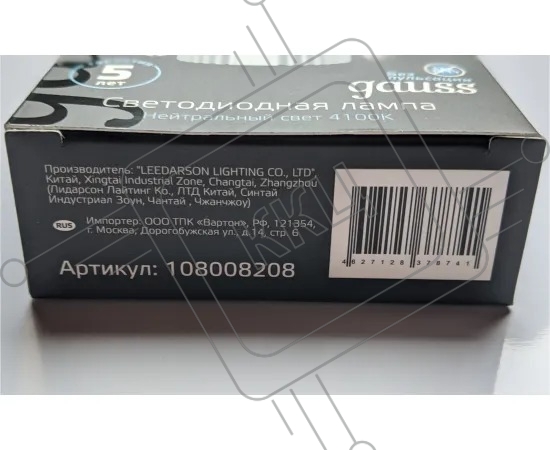 5
лет
без
пульсации
gauss
Светодиодная лампа
Нейтральный свет 4100К
Производитель: "LEEDARSON LIGHTING CO., LTD",
Китай, Xingtai Industrial Zone, Changtai, Zhangzhou
(Лидарсон Лайтинг Ко., ЛТД Китай, Синтай
Индустриал Зоун, Чантай , Чжанчжоу)
RUS
Импортер: ООО ТПК «Вартон», РФ, 121354,
г. Москва, Дорогобужская ул., д.14, стр. 6.
Артикул: 108008208
4627128378741